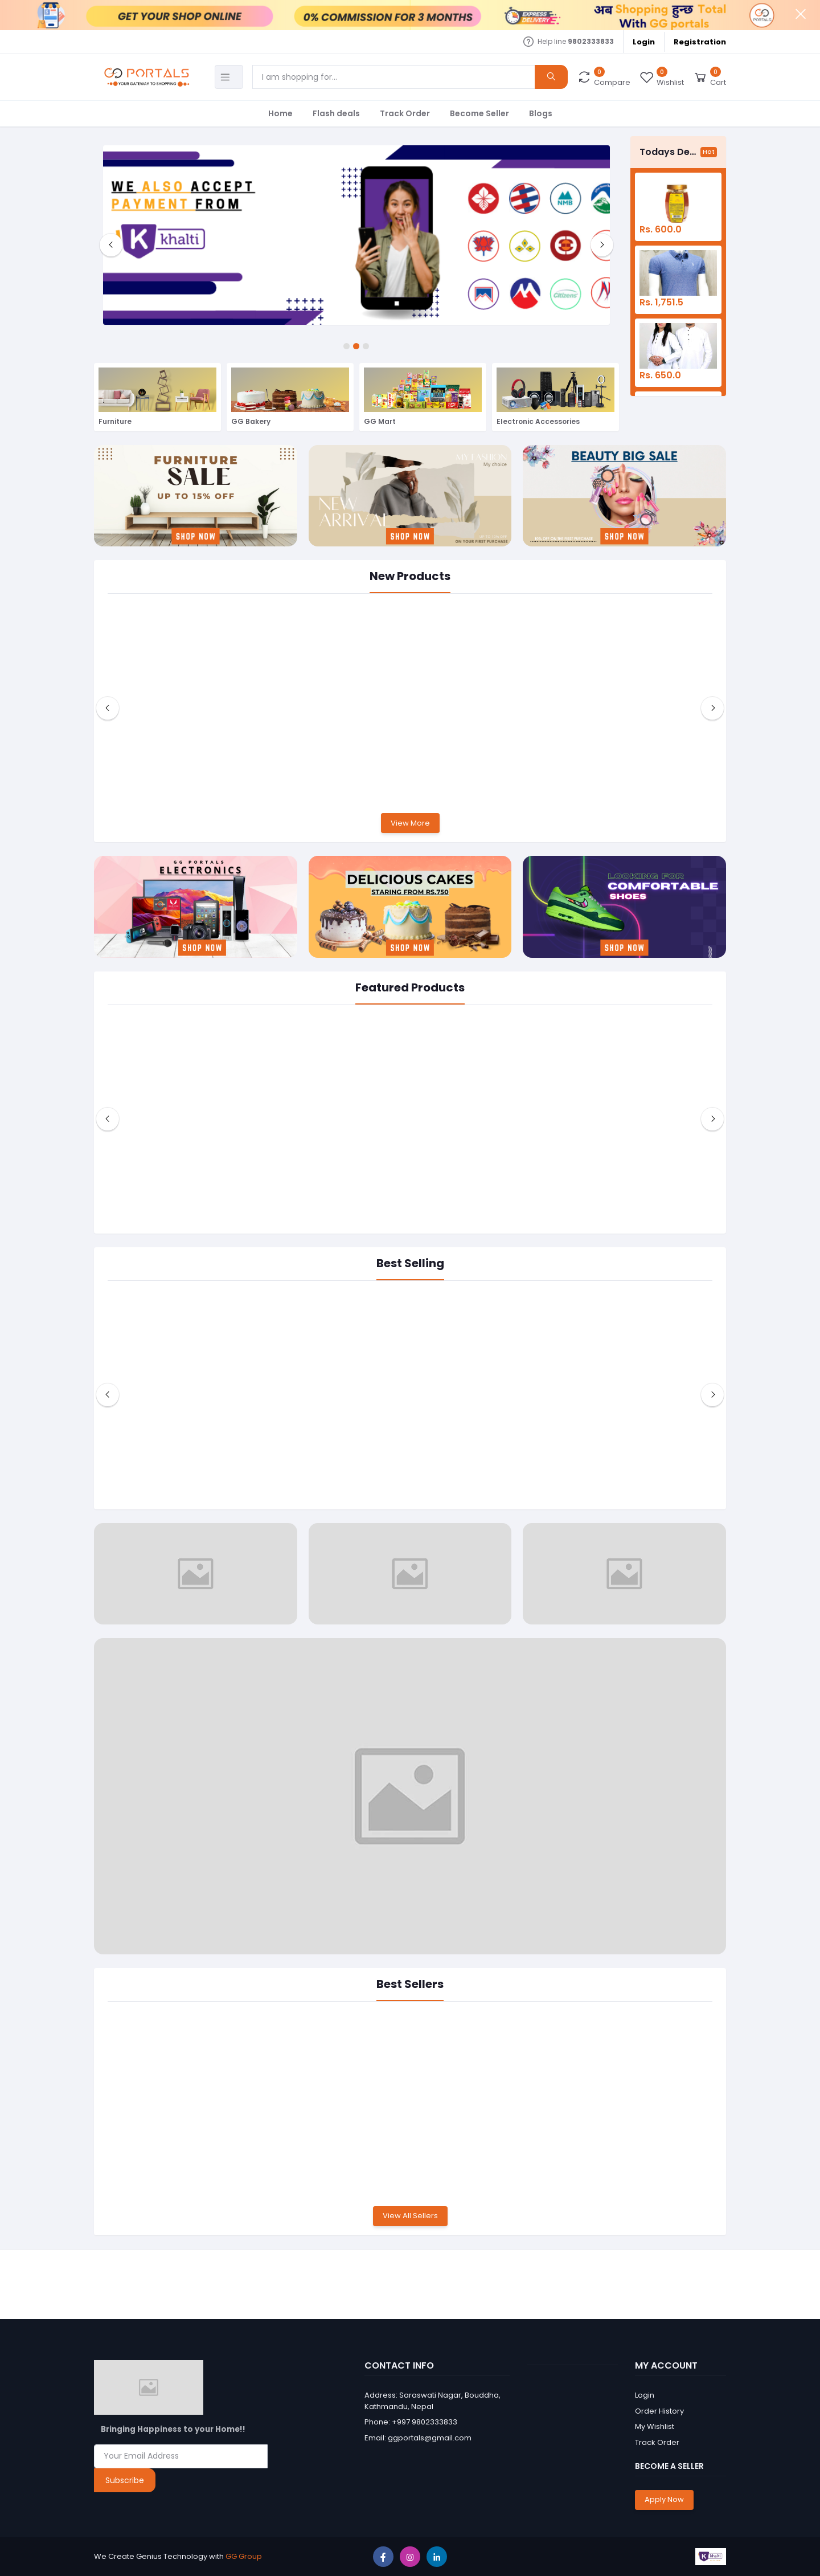 GET YOUR SHOP ONLINE
0% COMMISSION FOR 3 MONTHS
EXPRESS DELIVERY
अब Shopping हुन्छ Total
With GG portals
Help line 9802333833
Login
Registration
PORTALS
YOUR GATEWAY TO SHOPPING
I am shopping for...
0
Compare
0
Wishlist
0
Cart
Home
Flash deals
Track Order
Become Seller
Blogs
WE ALSO ACCEPT
PAYMENT FROM
khalti
NMB
Citizens
Todays De...
Hot
Rs. 600.0
Rs. 1,751.5
Rs. 650.0
Furniture
GG Bakery
GG Mart
Electronic Accessories
FURNITURE
SALE
UP TO 15% OFF
SHOP NOW
MY FASHION
My choice
NEW
ARRIVAL
SHOP NOW
ON YOUR FIRST PURCHASE
BEAUTY BIG SALE
SHOP NOW
New Products
View More
GG PORTALS
ELECTRONICS
SHOP NOW
DELICIOUS CAKES
STARING FROM RS.750
SHOP NOW
LOOKING FOR
COMFORTABLE
SHOES
SHOP NOW
Featured Products
Best Selling
Best Sellers
View All Sellers
Bringing Happiness to your Home!!
Your Email Address
Subscribe
CONTACT INFO
Address: Saraswati Nagar, Bouddha,
Kathmandu, Nepal
Phone: +997 9802333833
Email: ggportals@gmail.com
MY ACCOUNT
Login
Order History
My Wishlist
Track Order
BECOME A SELLER
Apply Now
We Create Genius Technology with GG Group
khalti